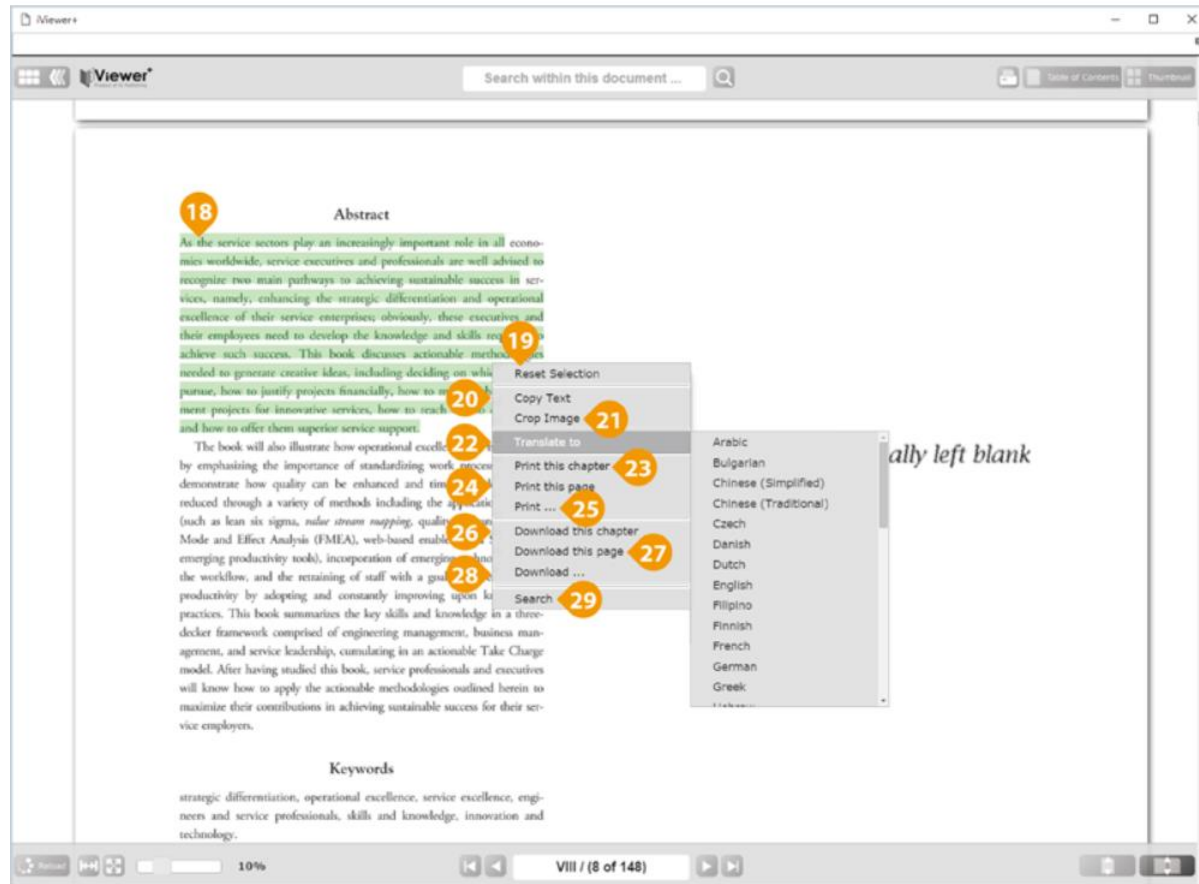 iViewer+
iViewer+
Search within this document ...
Table of Contents
Thumbnail
18
Abstract
As the service sectors play an increasingly important role in all econo-
mies worldwide, service executives and professionals are well advised to
recognize two main pathways to achieving sustainable success in ser-
vices, namely, enhancing the strategic differentiation and operational
excellence of their service enterprises; obviously, these executives and
their employees need to develop the knowledge and skills
achieve such success. This book discusses actionable
needed to generate creative ideas, including deciding on
pursue, how to justify projects financially, how to
ment projects for innovative services, how to reach
and how to offer them superior service support.
The book will also illustrate how operational
by emphasizing the importance of standardizing work
demonstrate how quality can be enhanced and
reduced through a variety of methods including the
(such as lean six sigma, value stream mapping,
Mode and Effect Analysis (FMEA), web-based
emerging productivity tools), incorporation of emerging
the workflow, and the retraining of staff with a
productivity by adopting and constantly improving upon
practices. This book summarizes the key skills and knowledge in a three-
decker framework comprised of engineering management, business man-
agement, and service leadership, cumulating in an actionable Take Charge
model. After having studied this book, service professionals and executives
will know how to apply the actionable methodologies outlined herein to
maximize their contributions in achieving sustainable success for their ser-
vice employers.
Keywords
strategic differentiation, operational excellence, service excellence, engi-
neers and service professionals, skills and knowledge, innovation and
technology.
19
Reset Selection
20
Copy Text
Crop Image
21
22
Translate to
Print this chapter
23
24
Print this page
Print ...
25
26
Download this chapter
Download this page
27
28
Download ...
Search
29
Arabic
Bulgarian
Chinese (Simplified)
Chinese (Traditional)
Czech
Danish
Dutch
English
Filipino
Finnish
French
German
Greek
ally left blank
Reload
10%
VIII / (8 of 148)